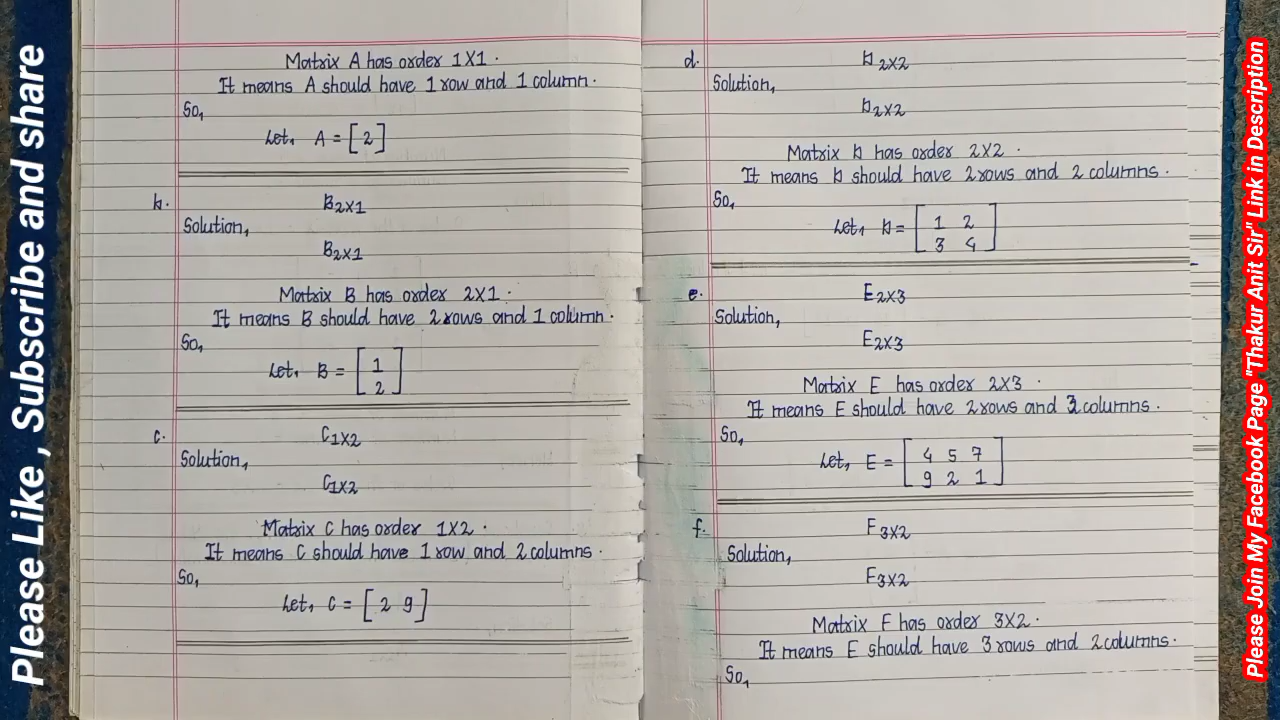 Please Like , Subscribe and share
Matrix A has order 1X1 .
It means A should have 1 row and 1 column .
So,
Let, A = [ 2 ]
b. B2X1
Solution,
B2X1
Matrix B has order 2X1 .
It means B should have 2 rows and 1 column .
So,
Let, B = [ 1
2 ]
c. C1X2
Solution,
C1X2
Matrix C has order 1X2 .
It means C should have 1 row and 2 columns .
So,
Let, C = [ 2 9 ]
d. D2X2
Solution,
D2X2
Matrix D has order 2X2 .
It means D should have 2 rows and 2 columns .
So,
Let, D = [ 1 2
3 4 ]
e. E2X3
Solution,
E2X3
Matrix E has order 2X3 .
It means E should have 2 rows and 3 columns .
So,
Let, E = [ 4 5 7
9 2 1 ]
f. F3X2
Solution,
F3X2
Matrix F has order 3X2 .
It means E should have 3 rows and 2 columns .
So,
Please Join My Facebook Page "Thakur Anit Sir" Link in Description